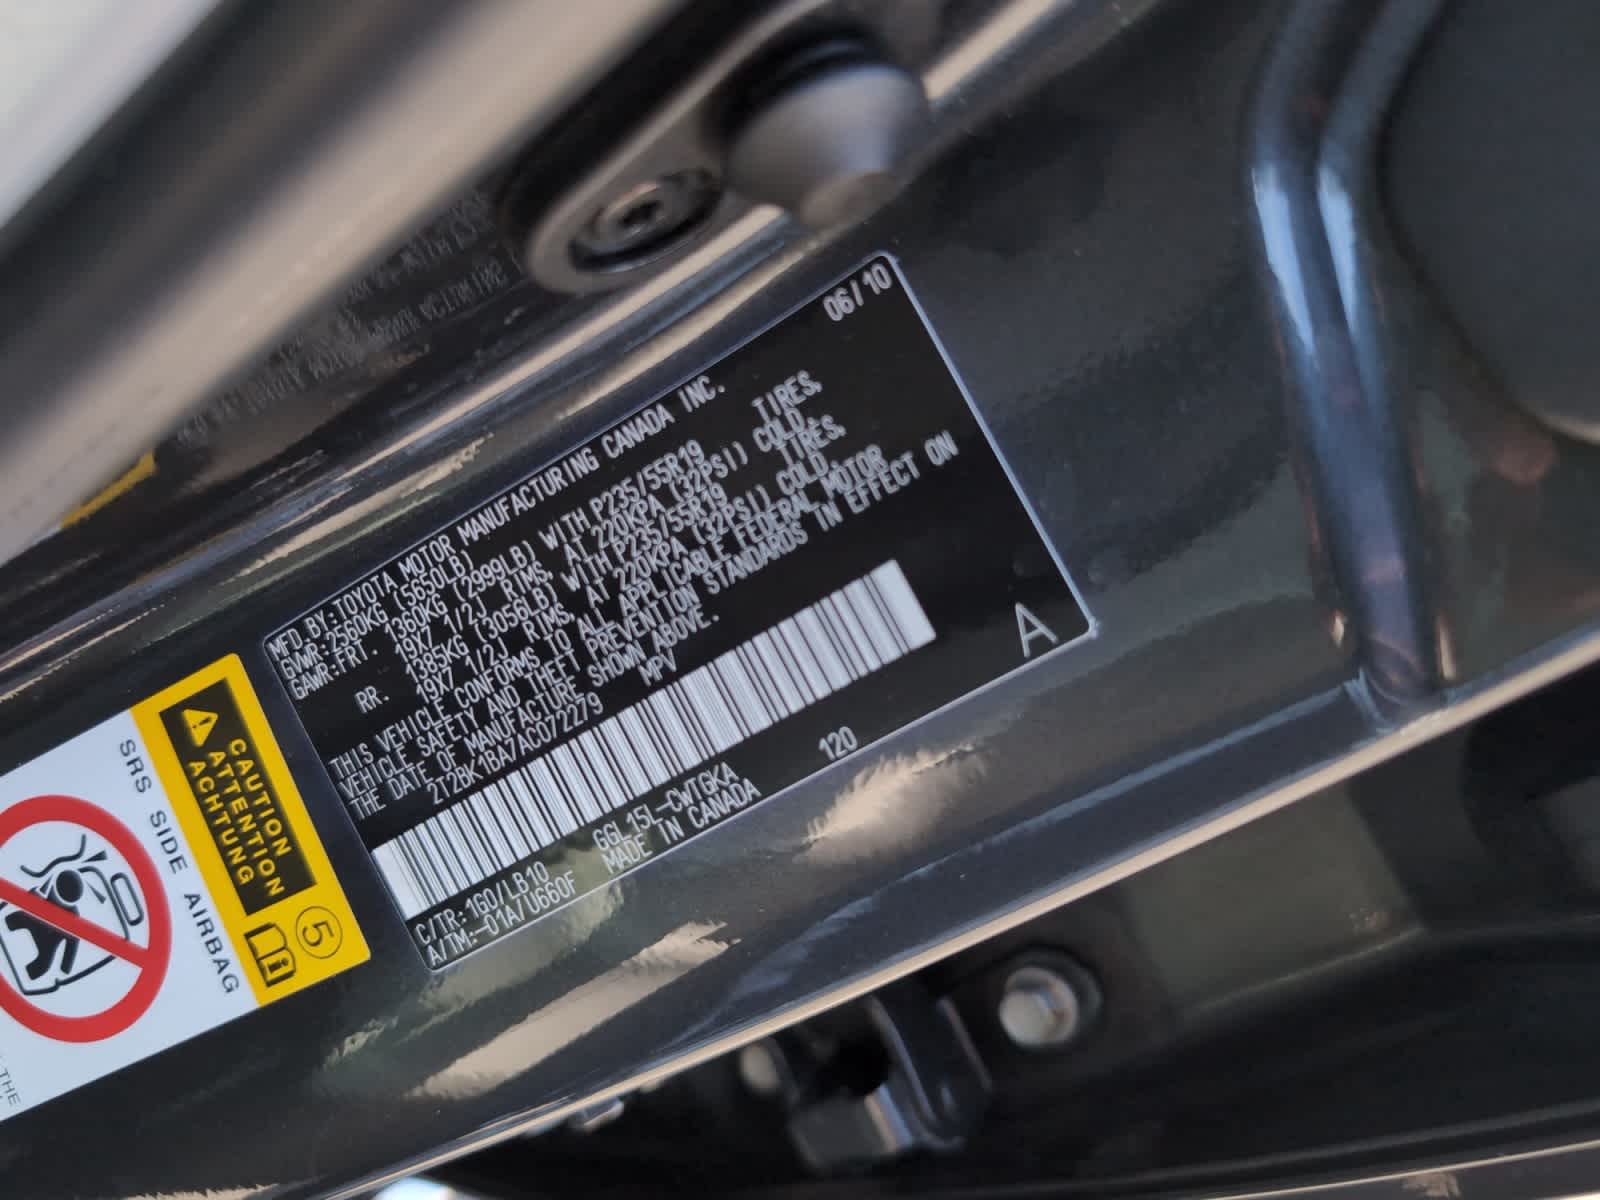 MFD. BY:TOYOTA MOTOR MANUFACTURING CANADA INC. 06/10
GVWR:2560KG (5650LB)
GAWR:FRT. 1360KG (2999LB) WITH P235/55R19 TIRES,
19X7 1/2J RIMS, AT 220KPA (32PSI) COLD.
RR. 1385KG (3056LB) WITH P235/55R19 TIRES,
19X7 1/2J RIMS, AT 220KPA (32PSI) COLD.
THIS VEHICLE CONFORMS TO ALL APPLICABLE FEDERAL MOTOR
VEHICLE SAFETY AND THEFT PREVENTION STANDARDS IN EFFECT ON
THE DATE OF MANUFACTURE SHOWN ABOVE.
2T2BK1BA7AC072279 MPV
C/TR:1G0/LB10 GGL15L-CWTGKA 120
A/TM:-01A/U660F MADE IN CANADA
A
CAUTION
ATTENTION
ACHTUNG
5
SRS SIDE AIRBAG
THE